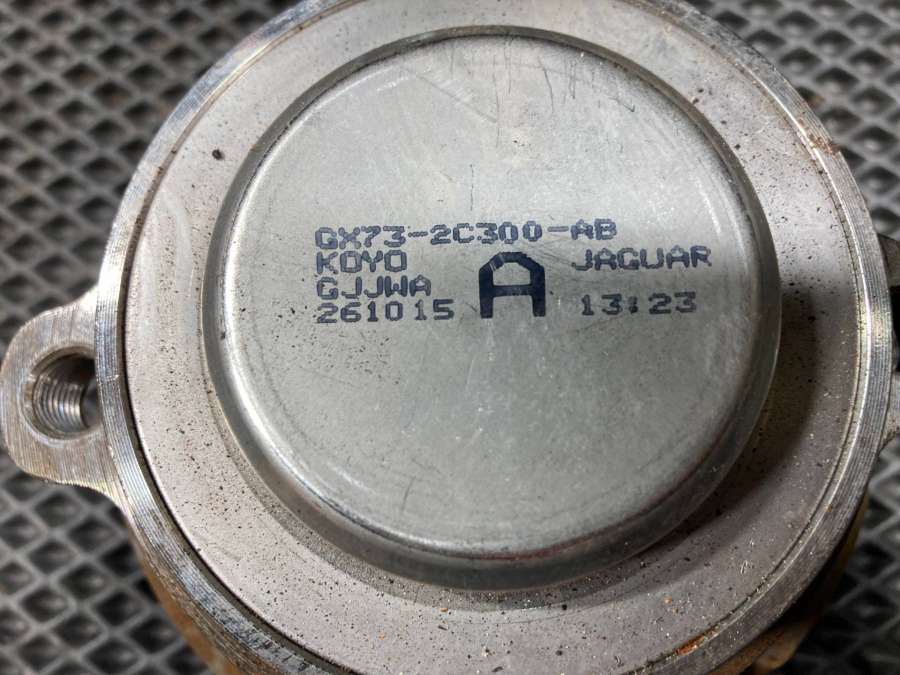 GX73-2C300-AB
KOYO A JAGUAR
GJJWA
261015 13:23